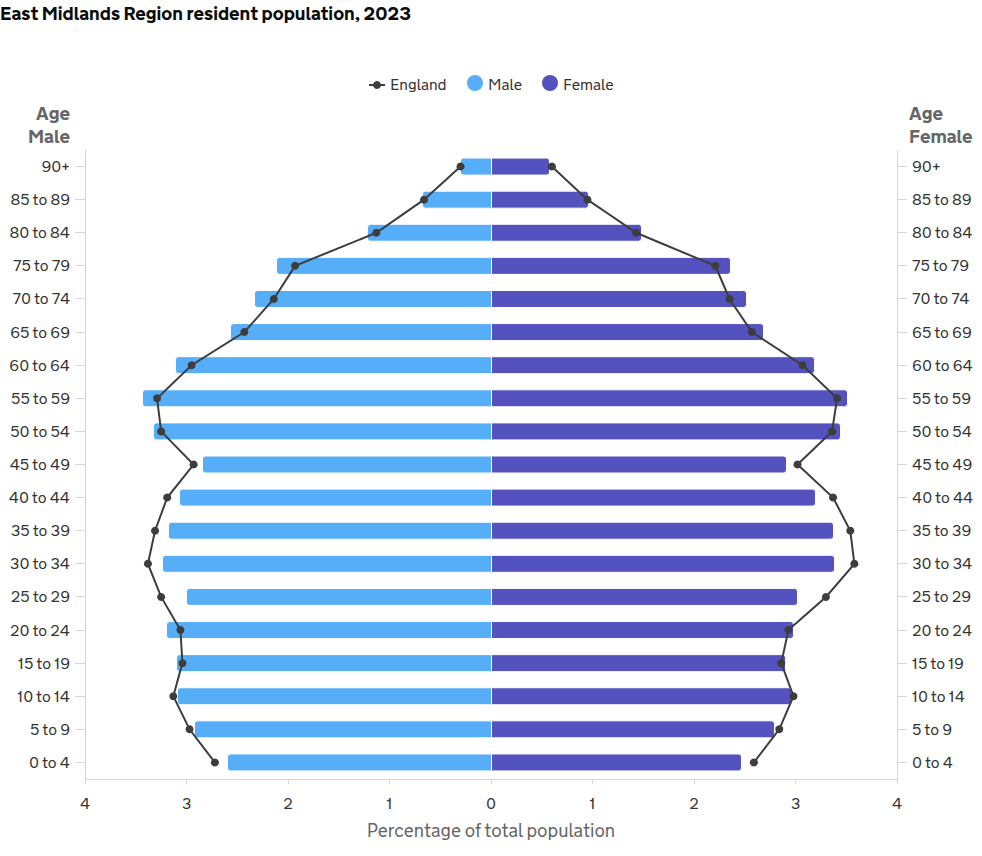 East Midlands Region resident population, 2023
England Male Female
Age Male
Age Female
90+ 90+
85 to 89 85 to 89
80 to 84 80 to 84
75 to 79 75 to 79
70 to 74 70 to 74
65 to 69 65 to 69
60 to 64 60 to 64
55 to 59 55 to 59
50 to 54 50 to 54
45 to 49 45 to 49
40 to 44 40 to 44
35 to 39 35 to 39
30 to 34 30 to 34
25 to 29 25 to 29
20 to 24 20 to 24
15 to 19 15 to 19
10 to 14 10 to 14
5 to 9 5 to 9
0 to 4 0 to 4
4 3 2 1 0 1 2 3 4
Percentage of total population